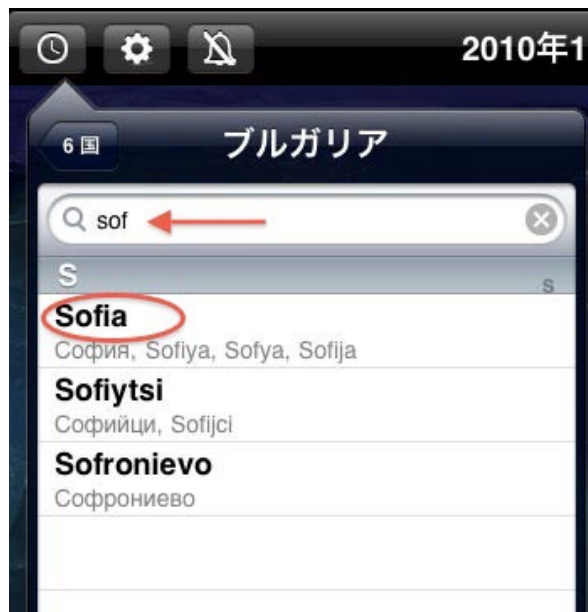 2010年1
6 国
ブルガリア
sof
S
s
Sofia
София, Sofiya, Sofya, Sofija
Sofiytsi
Софийци, Sofijci
Sofronievo
Софрониево